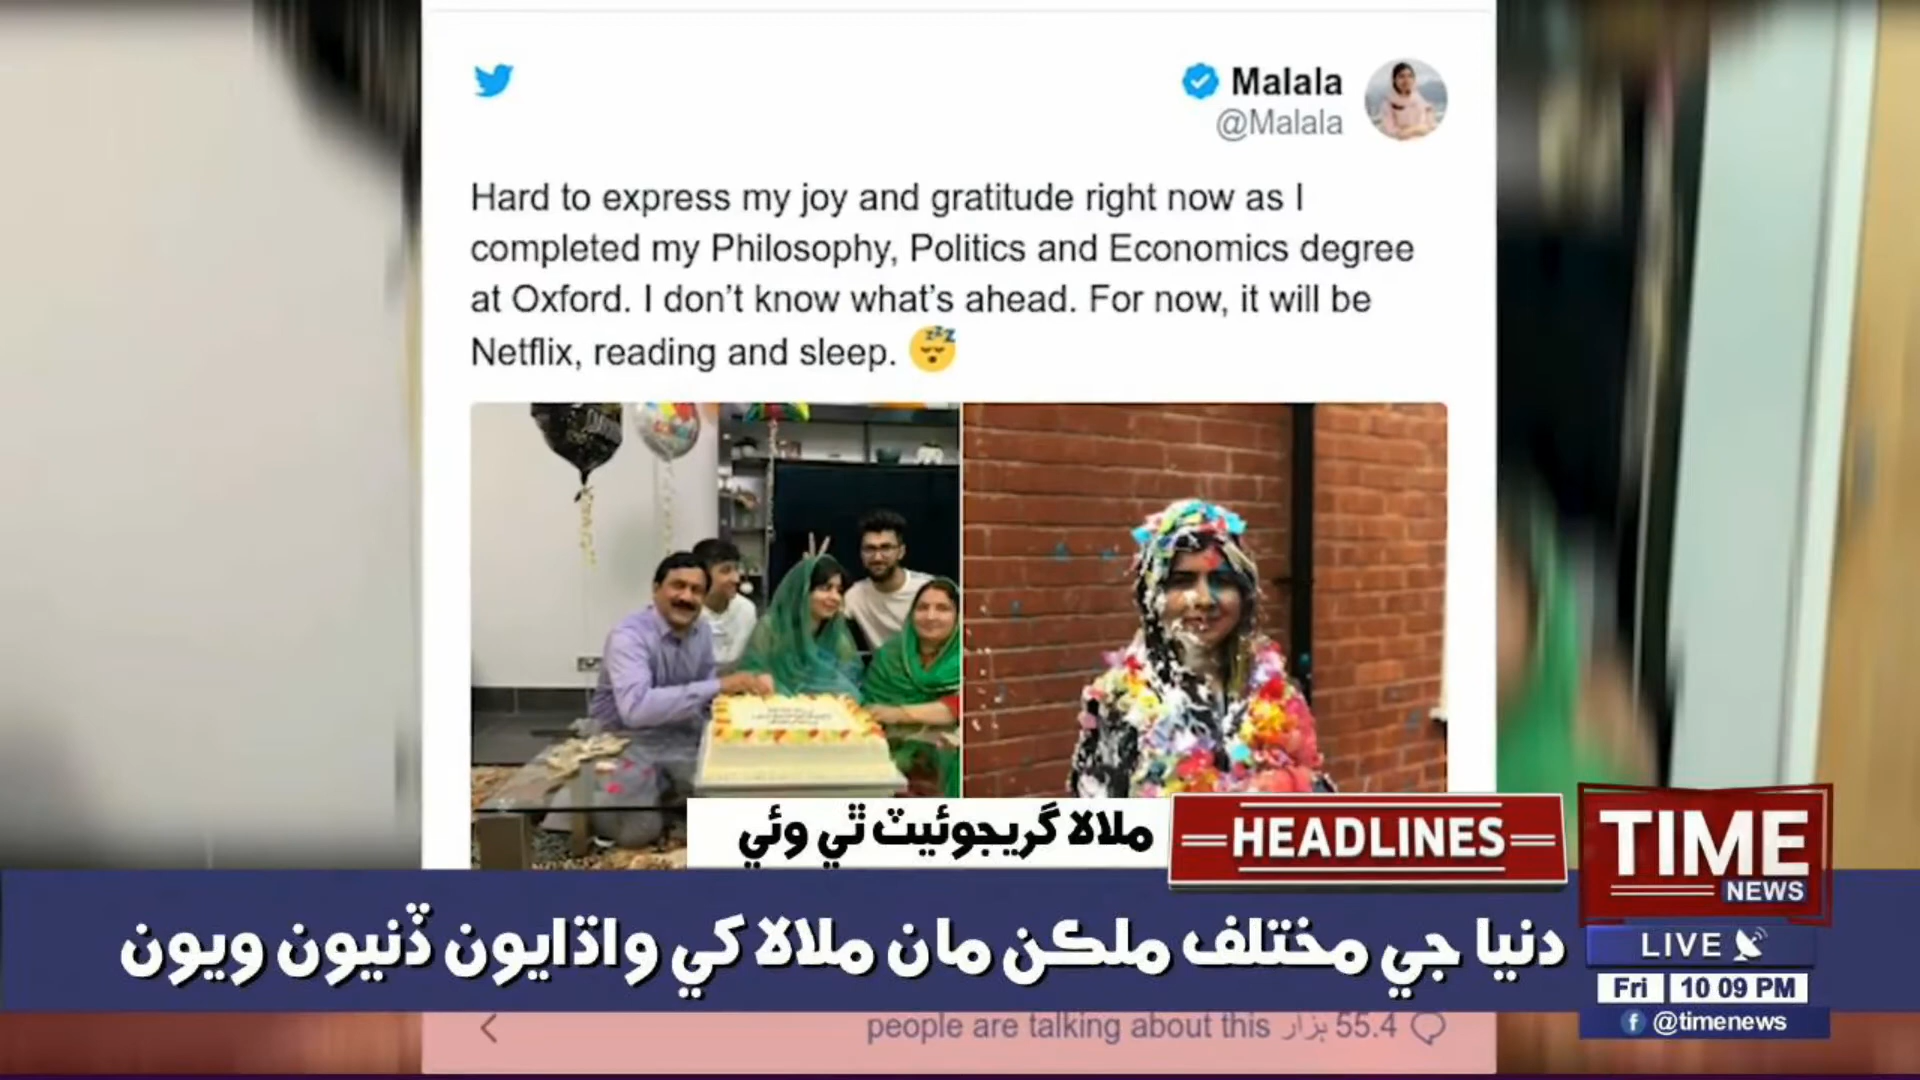 Malala
@Malala
Hard to express my joy and gratitude right now as I
completed my Philosophy, Politics and Economics degree
at Oxford. I don’t know what’s ahead. For now, it will be
Netflix, reading and sleep. 😴
ملالا گريجوئيٽ ٿي وئي
HEADLINES
TIME
NEWS
دنيا جي مختلف ملڪن مان ملالا کي واڌايون ڏنيون ويون
LIVE
Fri 10 09 PM
@timenews
55.4 ہزار people are talking about this